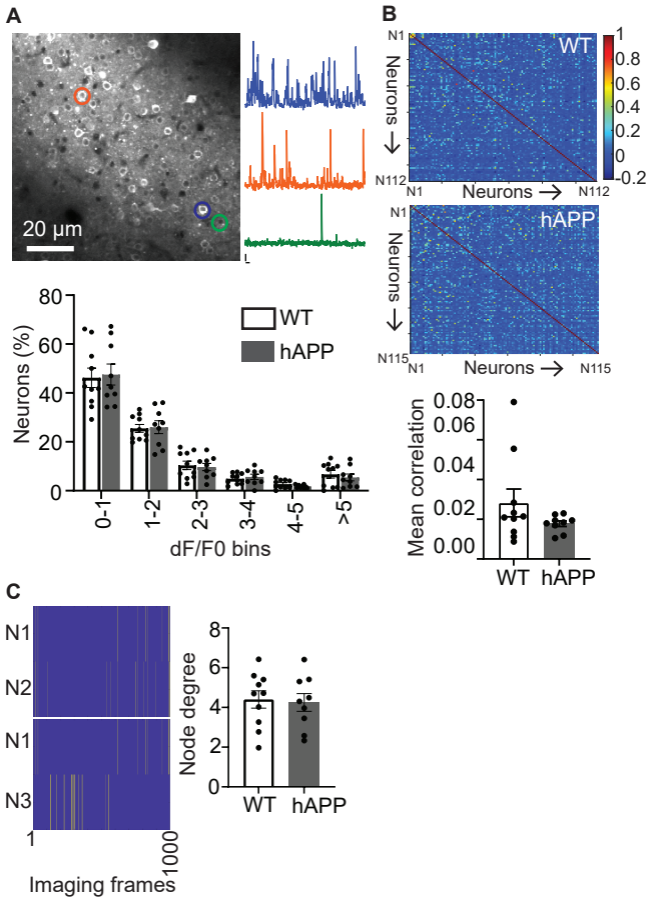 A
20 µm
L
B
N1
WT
Neurons
N112
N1
Neurons
N112
1
0.8
0.6
0.4
0.2
0
-0.2
N1
hAPP
Neurons
N115
N1
Neurons
N115
Neurons (%)
80
60
40
20
0
WT
hAPP
0-1
1-2
2-3
3-4
4-5
>5
dF/F0 bins
Mean correlation
0.08
0.06
0.04
0.02
0.00
WT
hAPP
C
N1
N2
N1
N3
1
1000
Imaging frames
Node degree
8
6
4
2
0
WT
hAPP